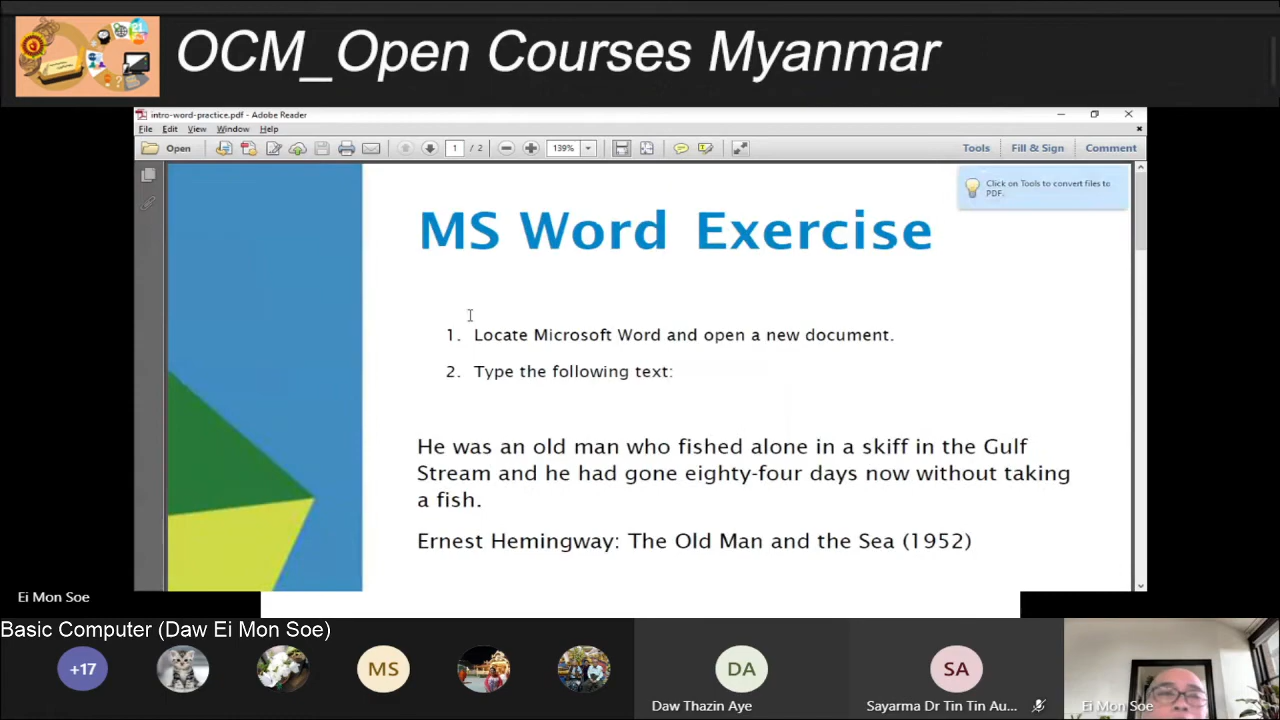 OCM_Open Courses Myanmar
intro-word-practice.pdf - Adobe Reader
File Edit View Window Help
Open 1 / 2 139% Tools Fill & Sign Comment
Click on Tools to convert files to
PDF.
MS Word Exercise
1. Locate Microsoft Word and open a new document.
2. Type the following text:
He was an old man who fished alone in a skiff in the Gulf
Stream and he had gone eighty-four days now without taking
a fish.
Ernest Hemingway: The Old Man and the Sea (1952)
Ei Mon Soe
Basic Computer (Daw Ei Mon Soe)
+17 MS DA SA
Daw Thazin Aye Sayarma Dr Tin Tin Au... Ei Mon Soe